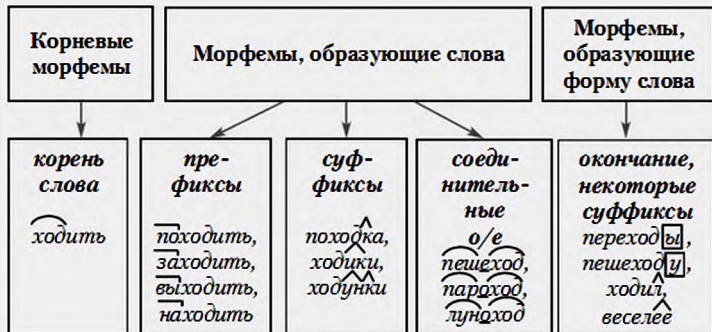 Корневые
морфемы
Морфемы, образующие слова
Морфемы,
образующие
форму слова
корень
слова
ходить
пре-
фиксы
походить,
заходить,
выходить,
находить
суф-
фиксы
походка,
ходики,
ходунки
соеди-
нитель-
ные
о/е
пешеход,
пароход,
луноход
окончание,
некоторые
суффиксы
переходы,
пешеходу,
ходил,
веселее